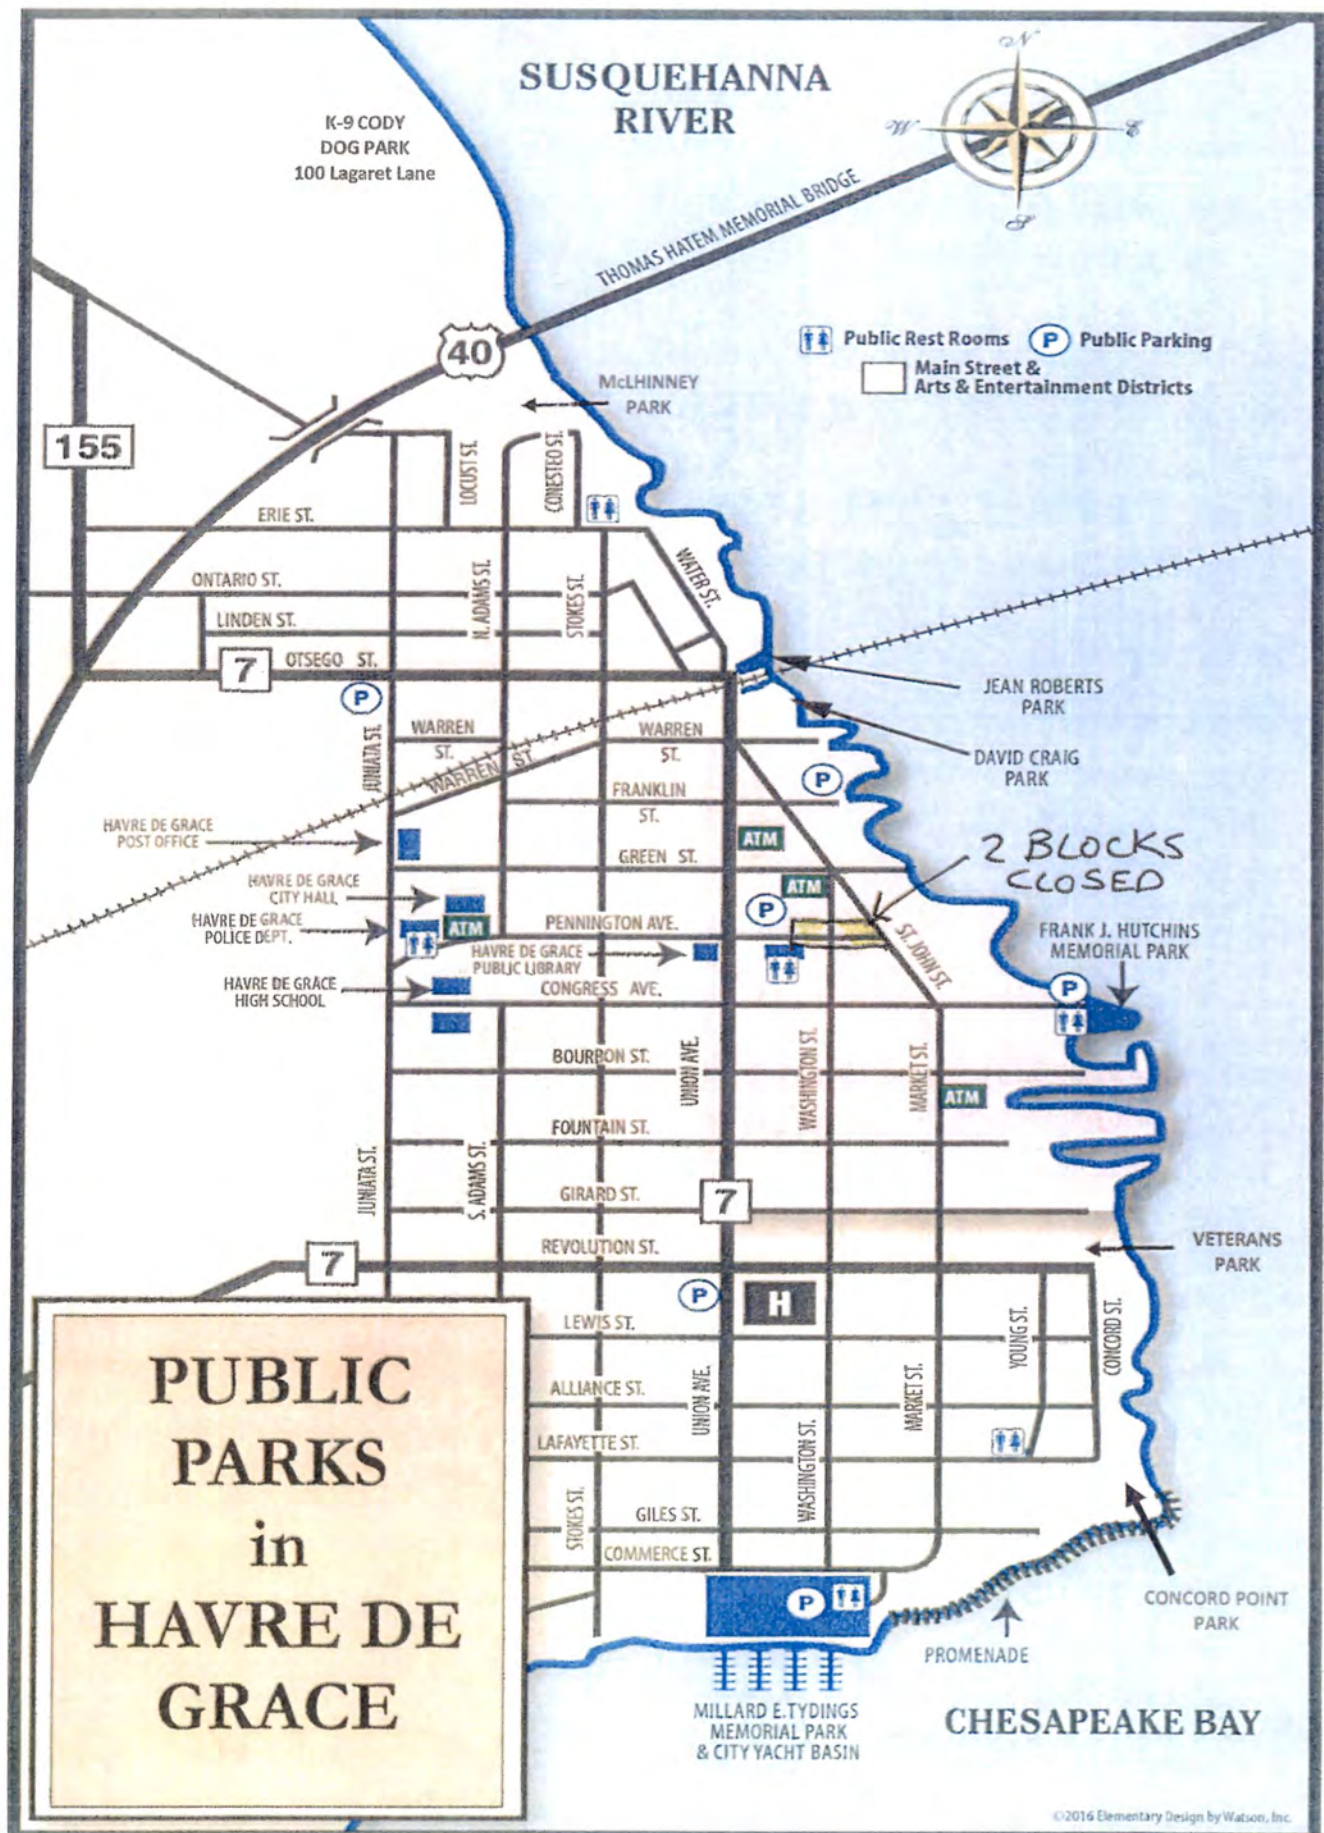 SUSQUEHANNA
RIVER
N
W
E
S
K-9 CODY
DOG PARK
100 Lagaret Lane
THOMAS HATEM MEMORIAL BRIDGE
Public Rest Rooms
P
Public Parking
Main Street &
Arts & Entertainment Districts
40
McLHINNEY
PARK
155
LOCUST ST.
CONESTEO ST.
ERIE ST.
WATER ST.
ONTARIO ST.
N. ADAMS ST.
STOKES ST.
LINDEN ST.
7
OTSEGO ST.
P
JEAN ROBERTS
PARK
JUNIATA ST.
WARREN
ST.
WARREN ST
WARREN
ST.
DAVID CRAIG
PARK
P
FRANKLIN
ST.
HAVRE DE GRACE
POST OFFICE
ATM
GREEN ST.
2 BLOCKS
CLOSED
HAVRE DE GRACE
CITY HALL
ATM
P
HAVRE DE GRACE
POLICE DEPT.
ATM
PENNINGTON AVE.
ST. JOHN ST.
FRANK J. HUTCHINS
MEMORIAL PARK
HAVRE DE GRACE
PUBLIC LIBRARY
HAVRE DE GRACE
HIGH SCHOOL
CONGRESS AVE.
P
UNION AVE.
WASHINGTON ST.
MARKET ST.
BOURBON ST.
ATM
FOUNTAIN ST.
JUNIATA ST.
S. ADAMS ST.
GIRARD ST.
7
REVOLUTION ST.
7
VETERANS
PARK
P
H
LEWIS ST.
YOUNG ST.
CONCORD ST.
ALLIANCE ST.
UNION AVE.
MARKET ST.
LAFAYETTE ST.
WASHINGTON ST.
STOKES ST.
GILES ST.
COMMERCE ST.
P
CONCORD POINT
PARK
PROMENADE
MILLARD E. TYDINGS
MEMORIAL PARK
& CITY YACHT BASIN
CHESAPEAKE BAY
PUBLIC
PARKS
in
HAVRE DE
GRACE
©2016 Elementary Design by Watson, Inc.